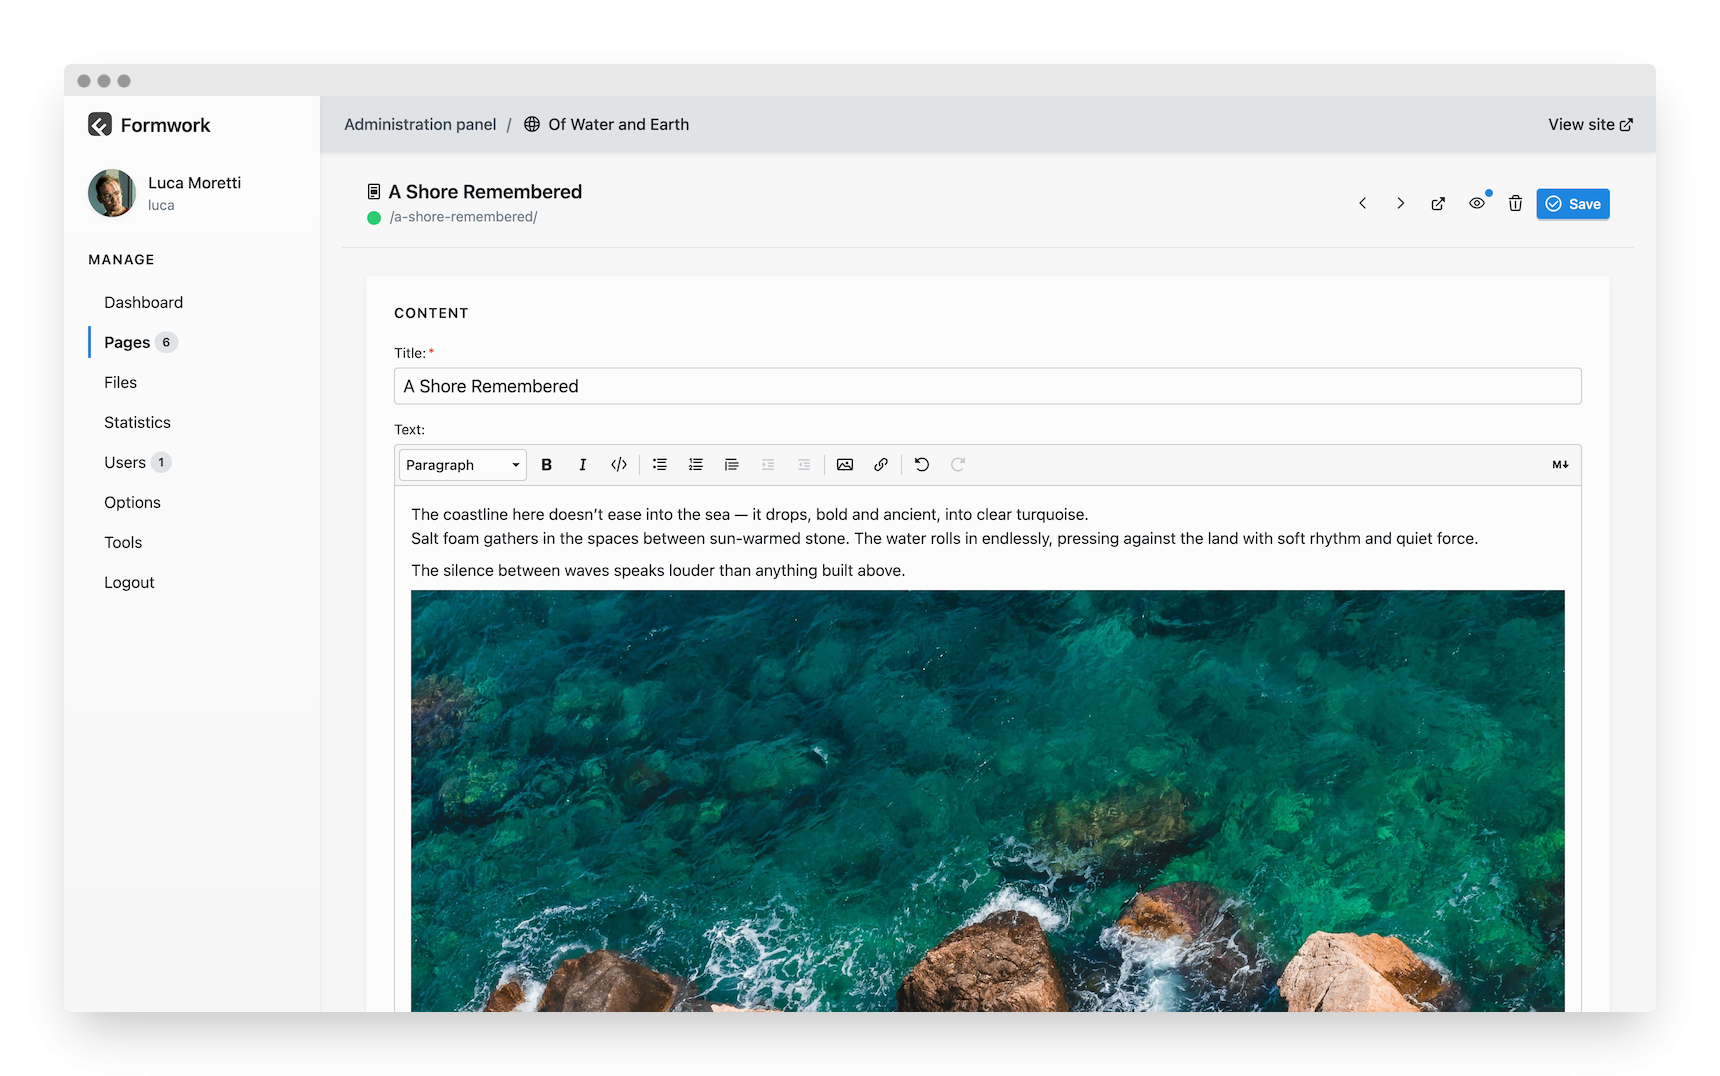 Formwork
Administration panel / Of Water and Earth
View site
Luca Moretti
luca
MANAGE
Dashboard
Pages 6
Files
Statistics
Users 1
Options
Tools
Logout
A Shore Remembered
/a-shore-remembered/
Save
CONTENT
Title:*
A Shore Remembered
Text:
Paragraph
B I </>
M↓
The coastline here doesn’t ease into the sea — it drops, bold and ancient, into clear turquoise.
Salt foam gathers in the spaces between sun-warmed stone. The water rolls in endlessly, pressing against the land with soft rhythm and quiet force.
The silence between waves speaks louder than anything built above.